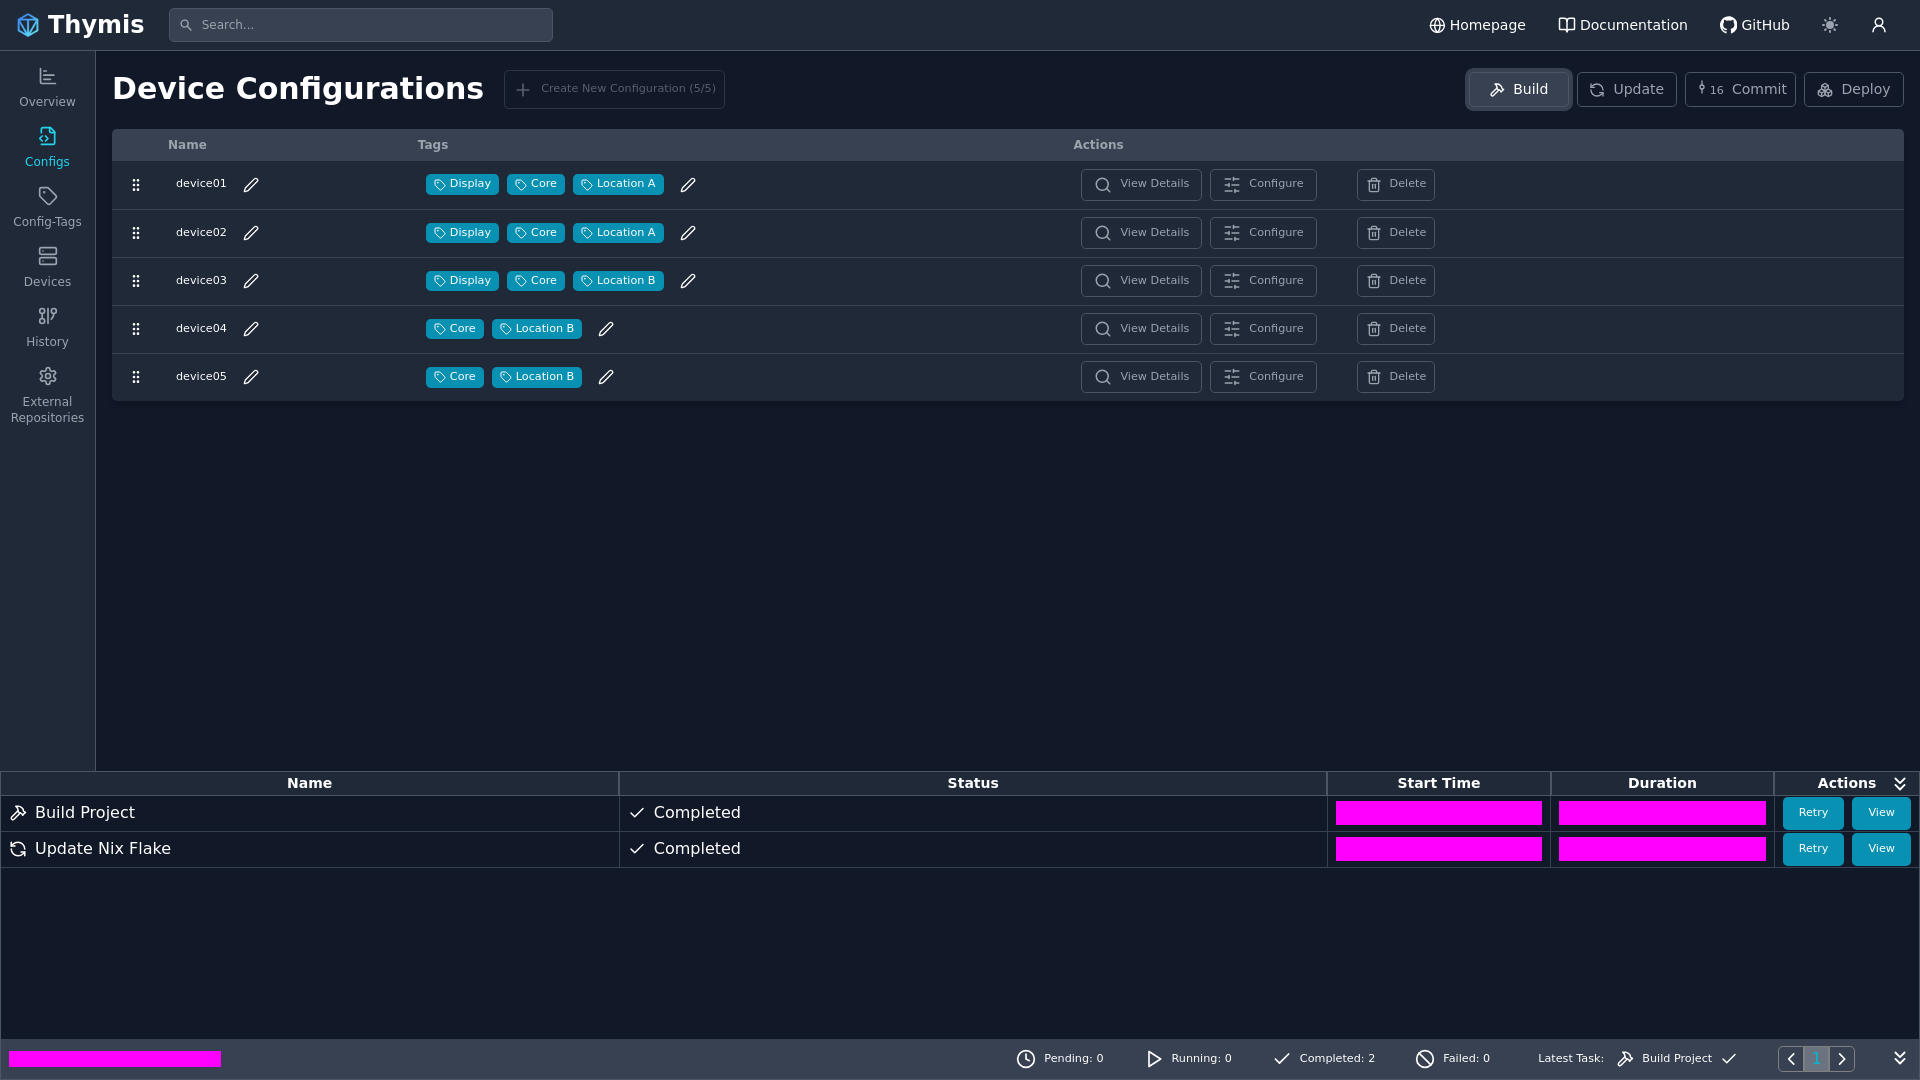 Thymis
Search...
Homepage
Documentation
GitHub
Overview
Configs
Config-Tags
Devices
History
External
Repositories
Device Configurations
Create New Configuration (5/5)
Build
Update
16 Commit
Deploy
Name Tags Actions
device01 Display Core Location A View Details Configure Delete
device02 Display Core Location A View Details Configure Delete
device03 Display Core Location B View Details Configure Delete
device04 Core Location B View Details Configure Delete
device05 Core Location B View Details Configure Delete
Name Status Start Time Duration Actions
Build Project Completed Retry View
Update Nix Flake Completed Retry View
Pending: 0 Running: 0 Completed: 2 Failed: 0 Latest Task: Build Project 1